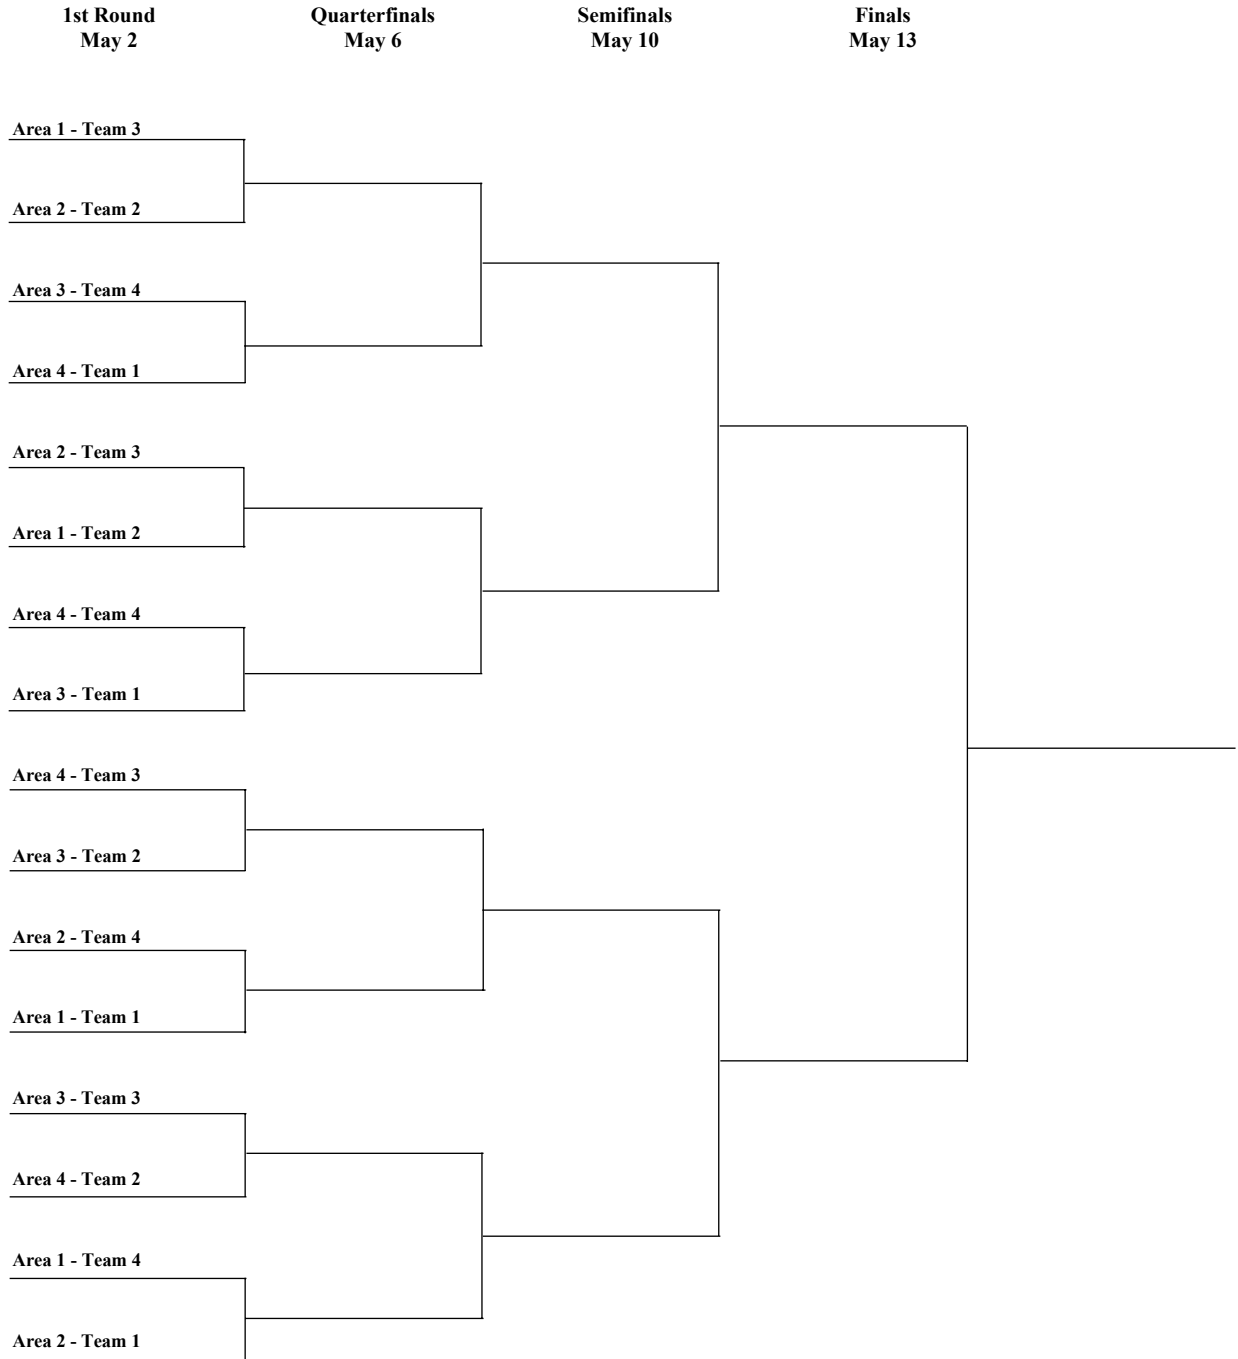 1st Round Quarterfinals Semifinals Finals
May 2 May 6 May 10 May 13
Area 1 - Team 3
Area 2 - Team 2
Area 3 - Team 4
Area 4 - Team 1
Area 2 - Team 3
Area 1 - Team 2
Area 4 - Team 4
Area 3 - Team 1
Area 4 - Team 3
Area 3 - Team 2
Area 2 - Team 4
Area 1 - Team 1
Area 3 - Team 3
Area 4 - Team 2
Area 1 - Team 4
Area 2 - Team 1